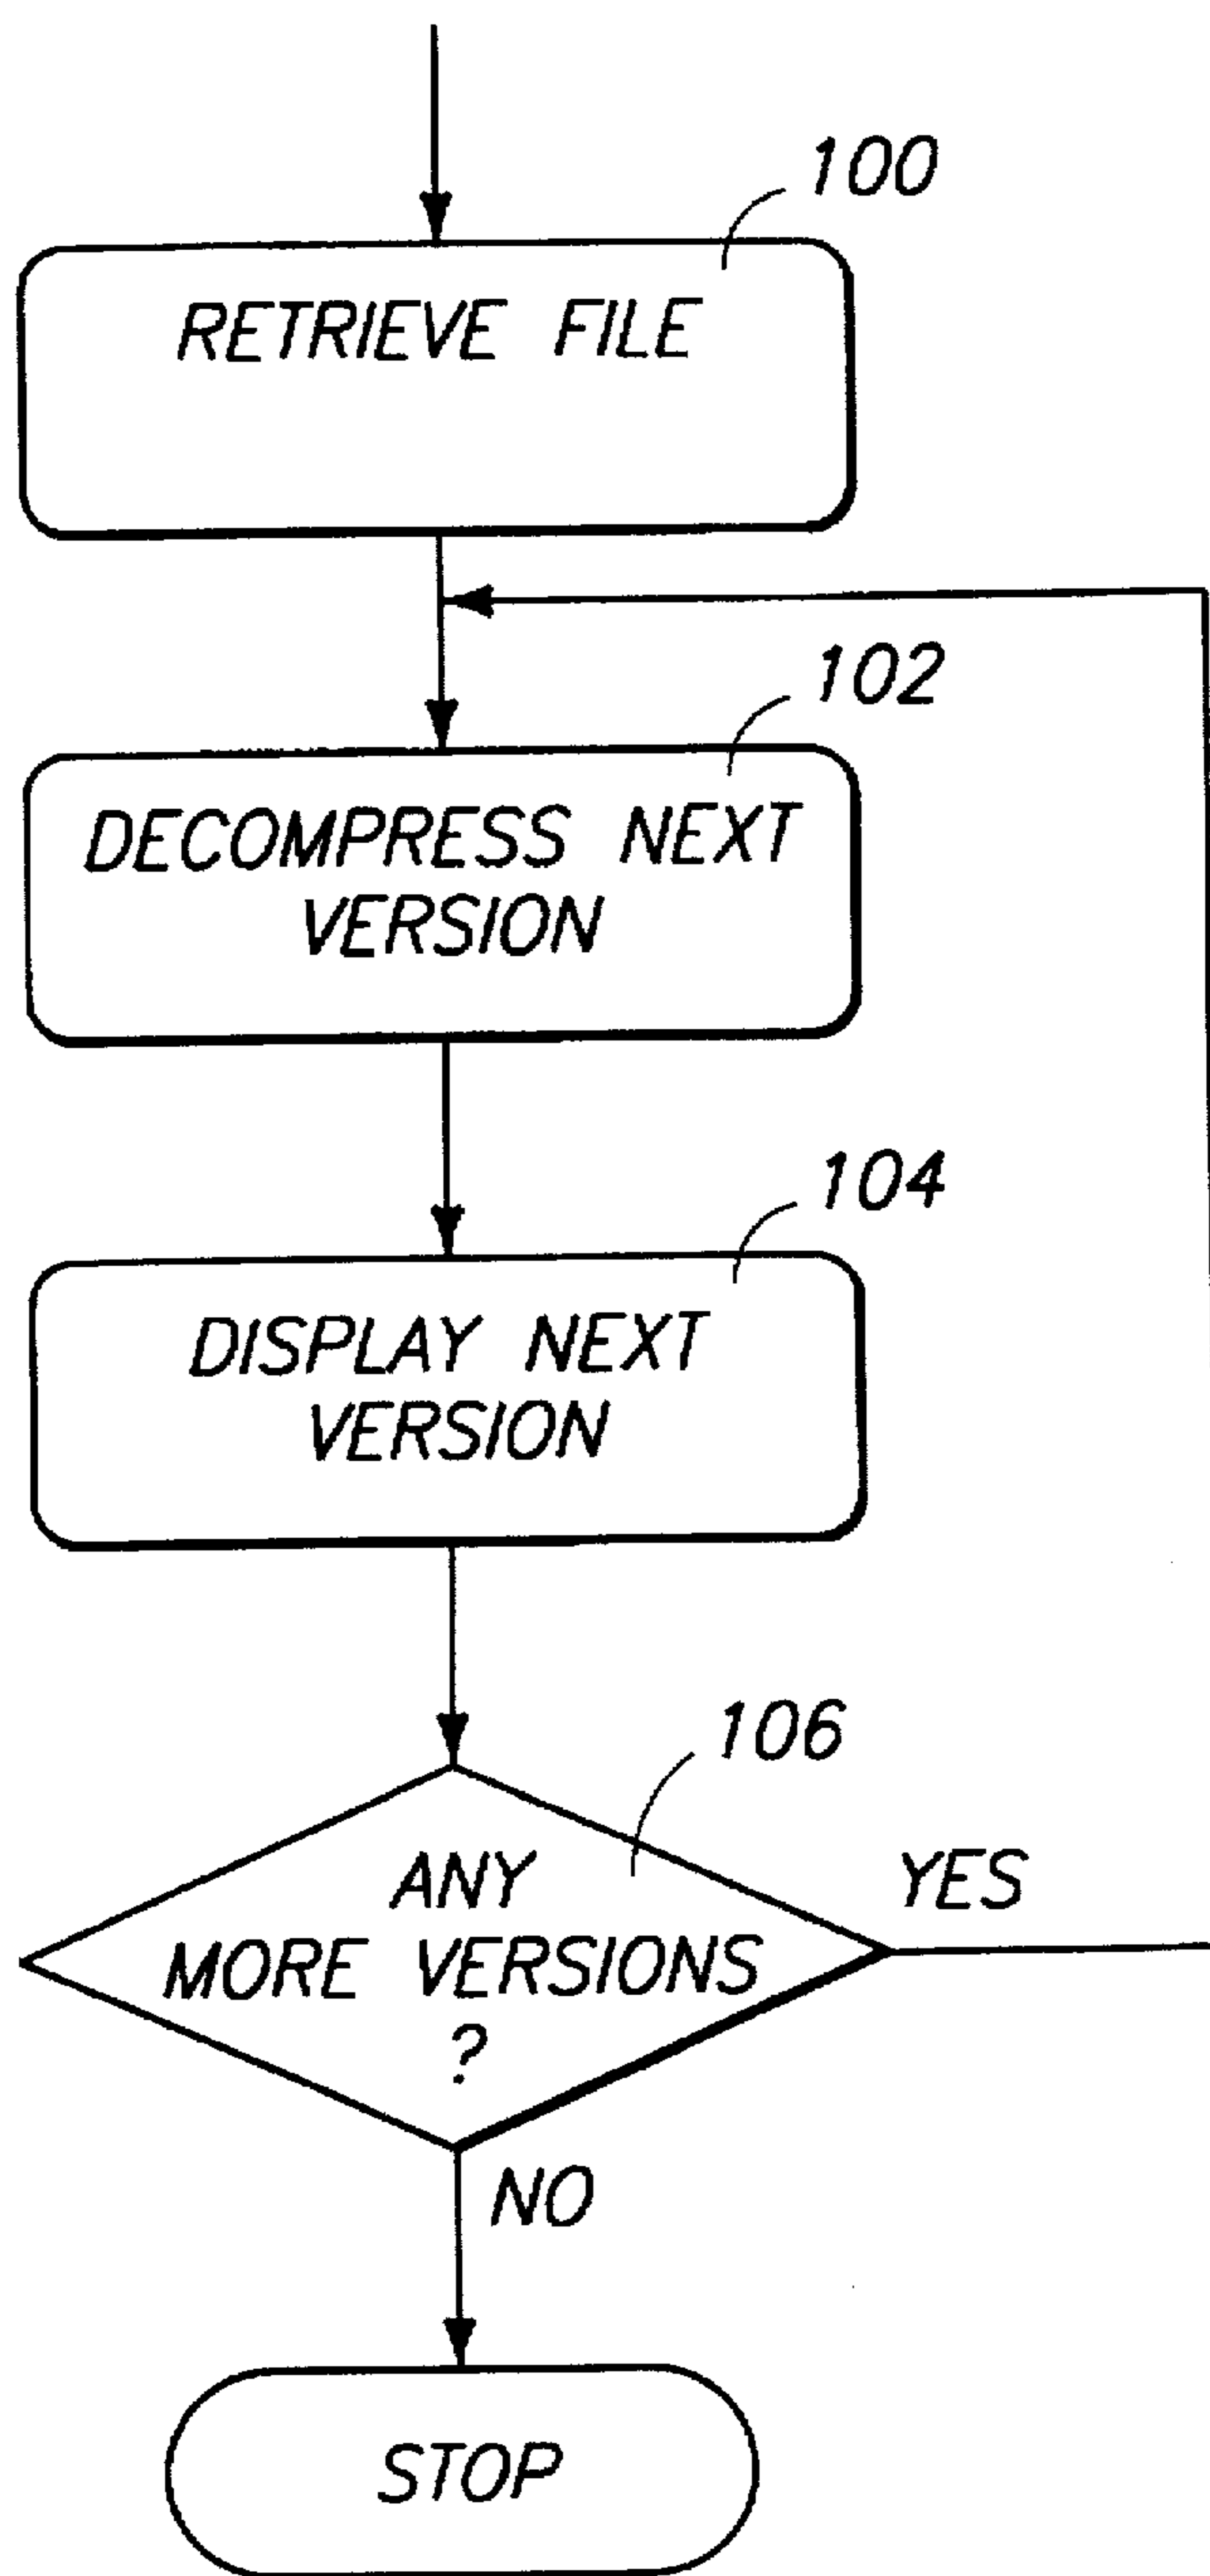 100
RETRIEVE FILE
102
DECOMPRESS NEXT
VERSION
104
DISPLAY NEXT
VERSION
106
ANY
MORE VERSIONS
?
YES
NO
STOP